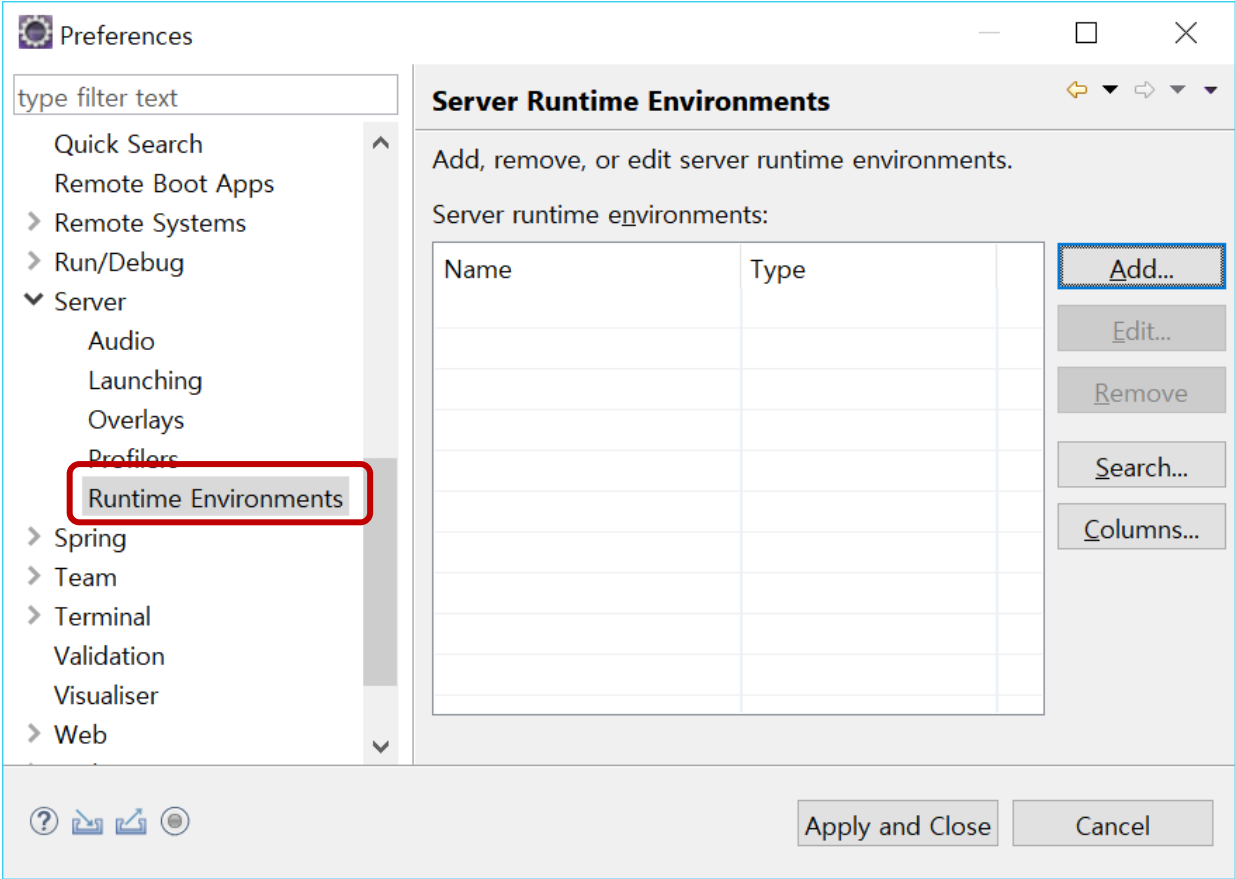 Preferences
type filter text
Quick Search
Remote Boot Apps
Remote Systems
Run/Debug
Server
Audio
Launching
Overlays
Profilers
Runtime Environments
Spring
Team
Terminal
Validation
Visualiser
Web
Server Runtime Environments
Add, remove, or edit server runtime environments.
Server runtime environments:
Name Type
Add...
Edit...
Remove
Search...
Columns...
Apply and Close Cancel